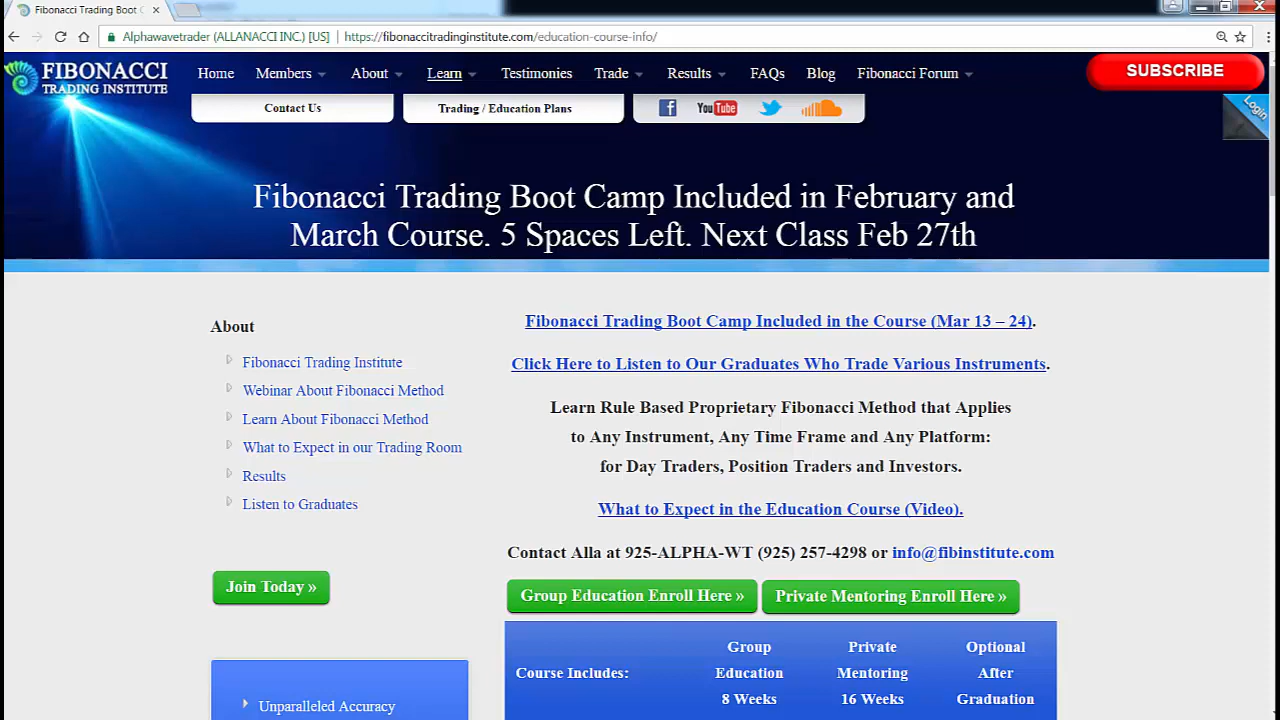 Fibonacci Trading Boot C
Alphawavetrader (ALLANACCI INC.) [US] https://fibonaccitradinginstitute.com/education-course-info/
FIBONACCI
TRADING INSTITUTE
Home Members About Learn Testimonies Trade Results FAQs Blog Fibonacci Forum
SUBSCRIBE
Contact Us
Trading / Education Plans
You Tube
Login
Fibonacci Trading Boot Camp Included in February and
March Course. 5 Spaces Left. Next Class Feb 27th
About
Fibonacci Trading Institute
Webinar About Fibonacci Method
Learn About Fibonacci Method
What to Expect in our Trading Room
Results
Listen to Graduates
Join Today »
Unparalleled Accuracy
Fibonacci Trading Boot Camp Included in the Course (Mar 13 – 24).
Click Here to Listen to Our Graduates Who Trade Various Instruments.
Learn Rule Based Proprietary Fibonacci Method that Applies
to Any Instrument, Any Time Frame and Any Platform:
for Day Traders, Position Traders and Investors.
What to Expect in the Education Course (Video).
Contact Alla at 925-ALPHA-WT (925) 257-4298 or info@fibinstitute.com
Group Education Enroll Here »
Private Mentoring Enroll Here »
Course Includes:
Group
Education
8 Weeks
Private
Mentoring
16 Weeks
Optional
After
Graduation